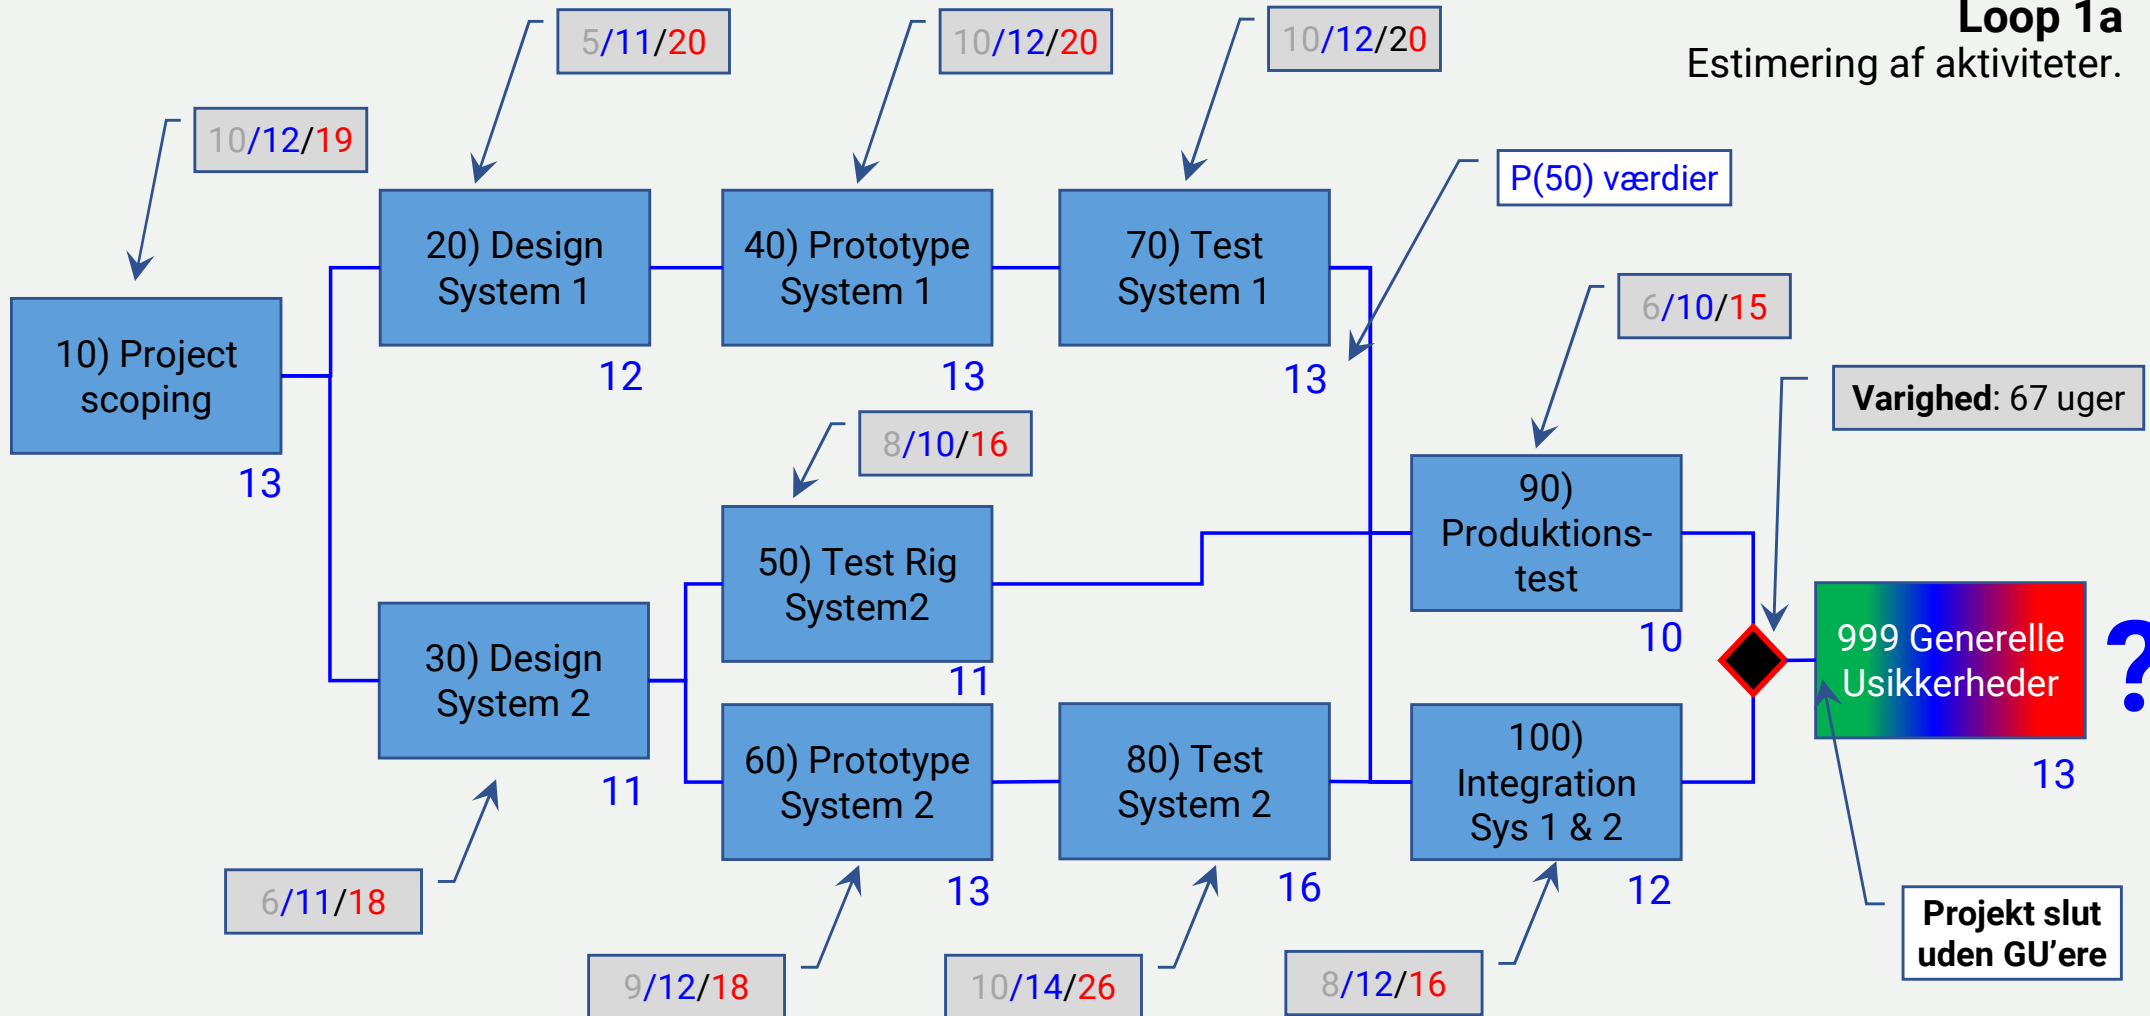 Loop 1a
Estimering af aktiviteter.
5/11/20
10/12/20
10/12/20
10/12/19
P(50) værdier
20) Design
System 1
12
40) Prototype
System 1
13
70) Test
System 1
13
10) Project
scoping
13
6/10/15
Varighed: 67 uger
8/10/16
50) Test Rig
System2
11
90)
Produktions-
test
10
30) Design
System 2
11
60) Prototype
System 2
13
80) Test
System 2
16
100)
Integration
Sys 1 & 2
12
999 Generelle
Usikkerheder
?
13
6/11/18
9/12/18
10/14/26
8/12/16
Projekt slut
uden GU’ere